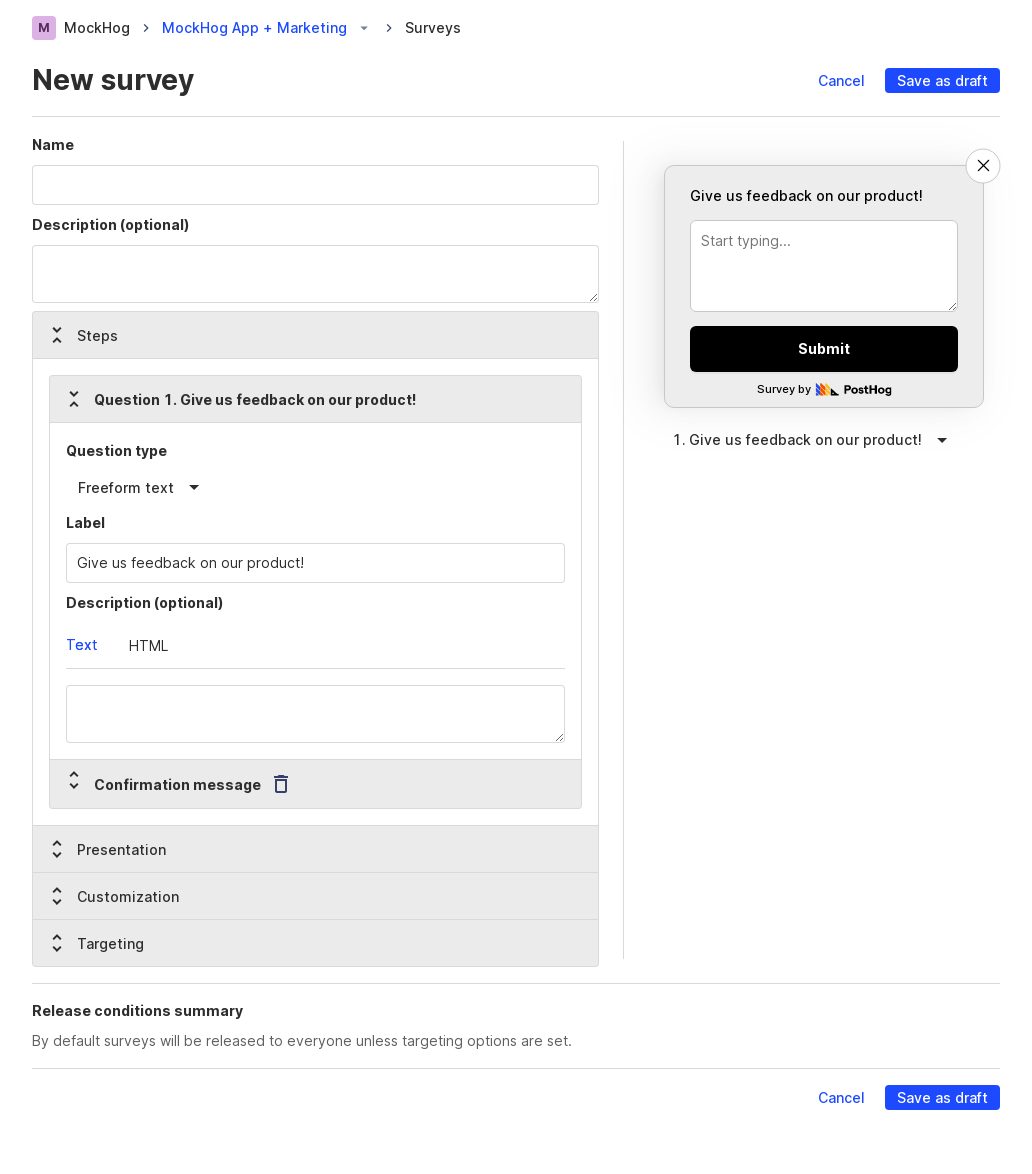 M MockHog MockHog App + Marketing Surveys
New survey
Cancel Save as draft
Name
Description (optional)
Steps
Question 1. Give us feedback on our product!
Question type
Freeform text
Label
Give us feedback on our product!
Description (optional)
Text HTML
Confirmation message
Presentation
Customization
Targeting
Give us feedback on our product!
Start typing...
Submit
Survey by PostHog
1. Give us feedback on our product!
Release conditions summary
By default surveys will be released to everyone unless targeting options are set.
Cancel Save as draft